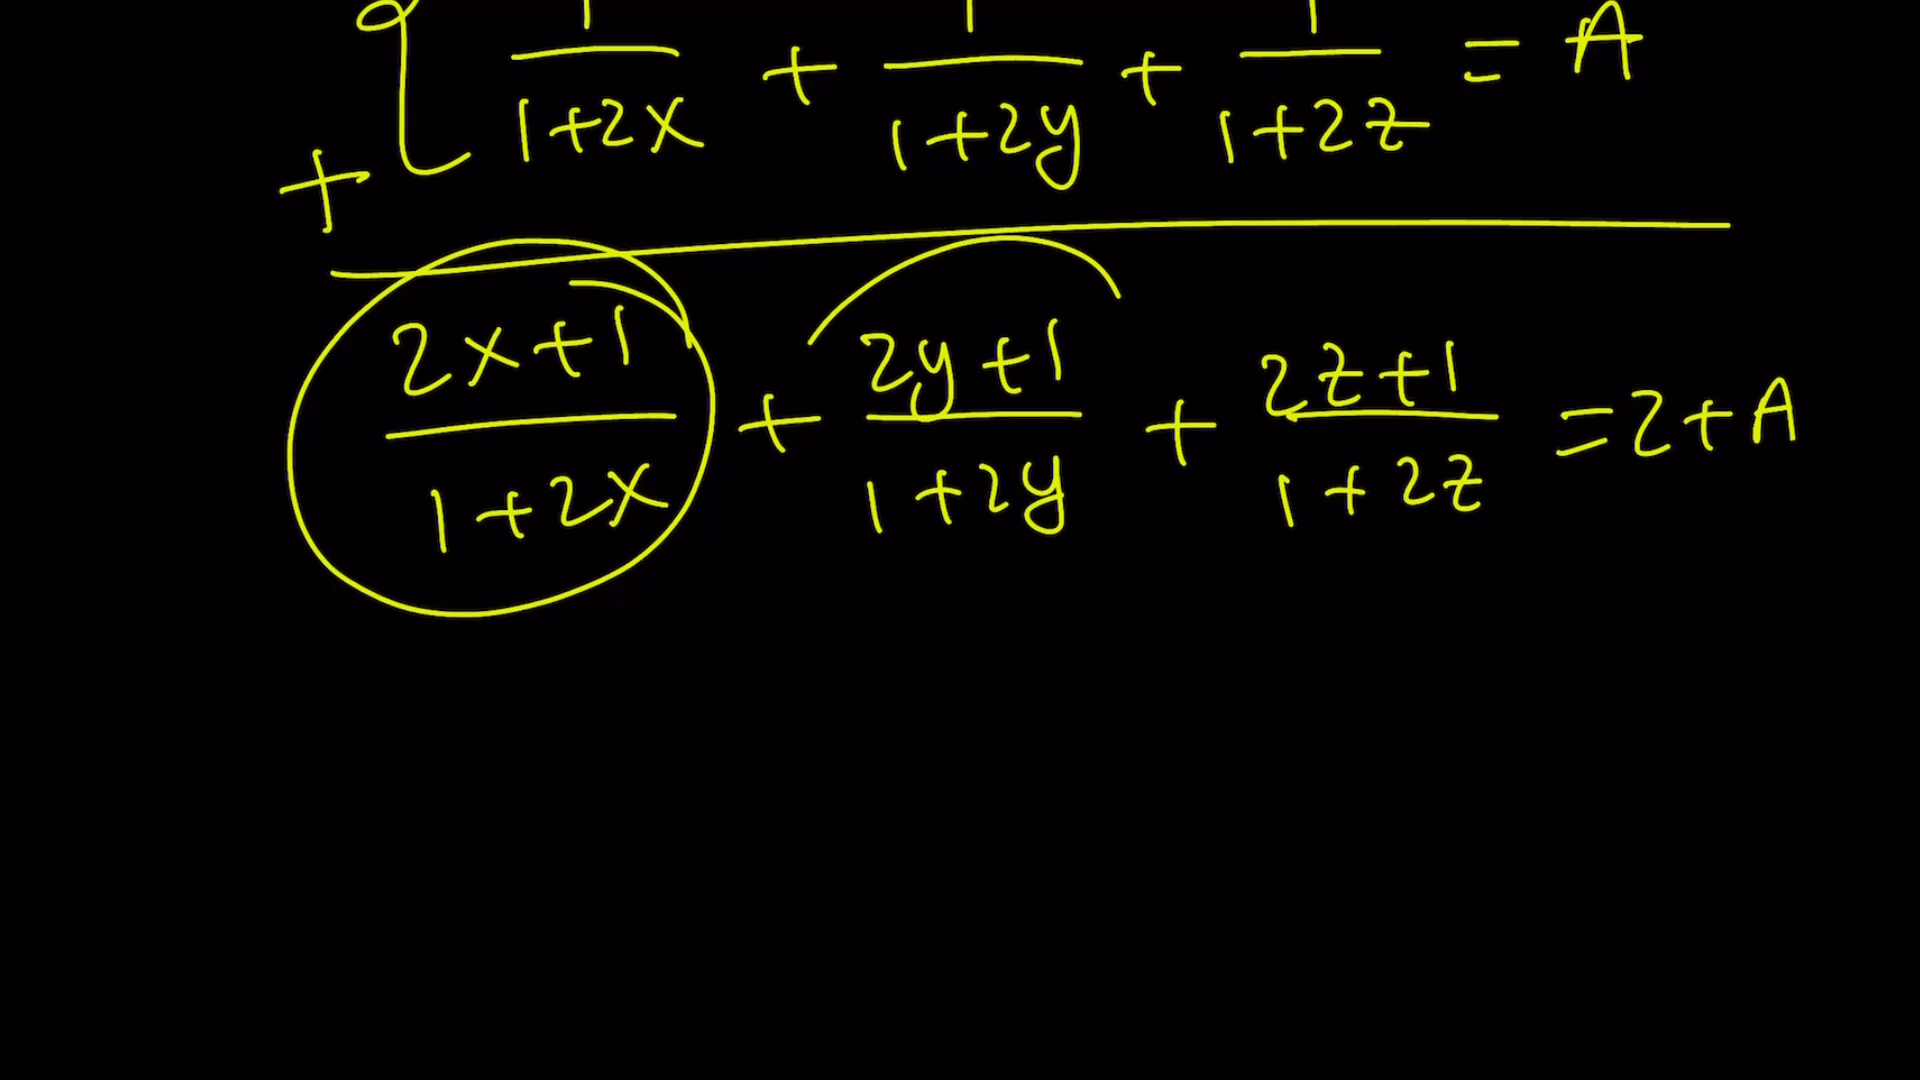 1/(1+2x) + 1/(1+2y) + 1/(1+2z) = A
+
(2x+1)/(1+2x) + (2y+1)/(1+2y) + (2z+1)/(1+2z) = 2+A